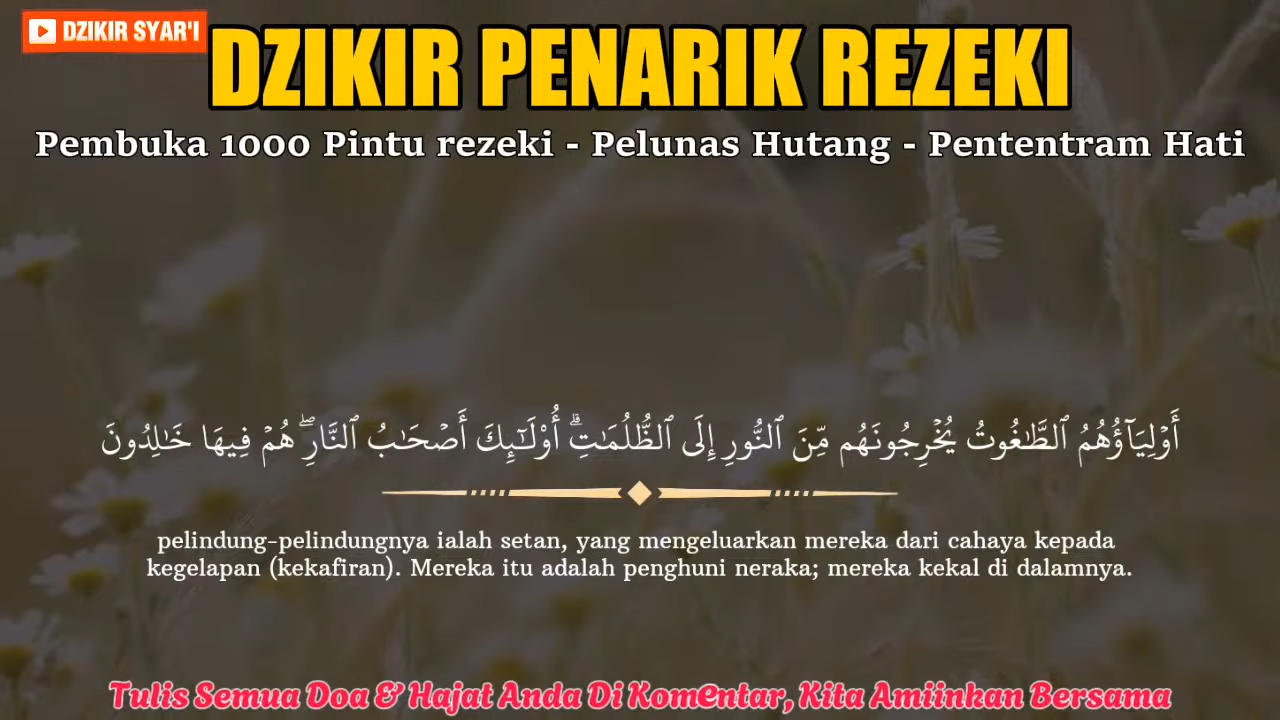 DZIKIR SYAR'I
DZIKIR PENARIK REZEKI
Pembuka 1000 Pintu rezeki - Pelunas Hutang - Pententram Hati
أَوۡلِيَآؤُهُمُ ٱلطَّٰغُوتُ يُخۡرِجُونَهُم مِّنَ ٱلنُّورِ إِلَى ٱلظُّلُمَٰتِۗ أُوْلَٰٓئِكَ أَصۡحَٰبُ ٱلنَّارِۖ هُمۡ فِيهَا خَٰلِدُونَ
pelindung-pelindungnya ialah setan, yang mengeluarkan mereka dari cahaya kepada
kegelapan (kekafiran). Mereka itu adalah penghuni neraka; mereka kekal di dalamnya.
Tulis Semua Doa & Hajat Anda Di Komentar, Kita Amiinkan Bersama